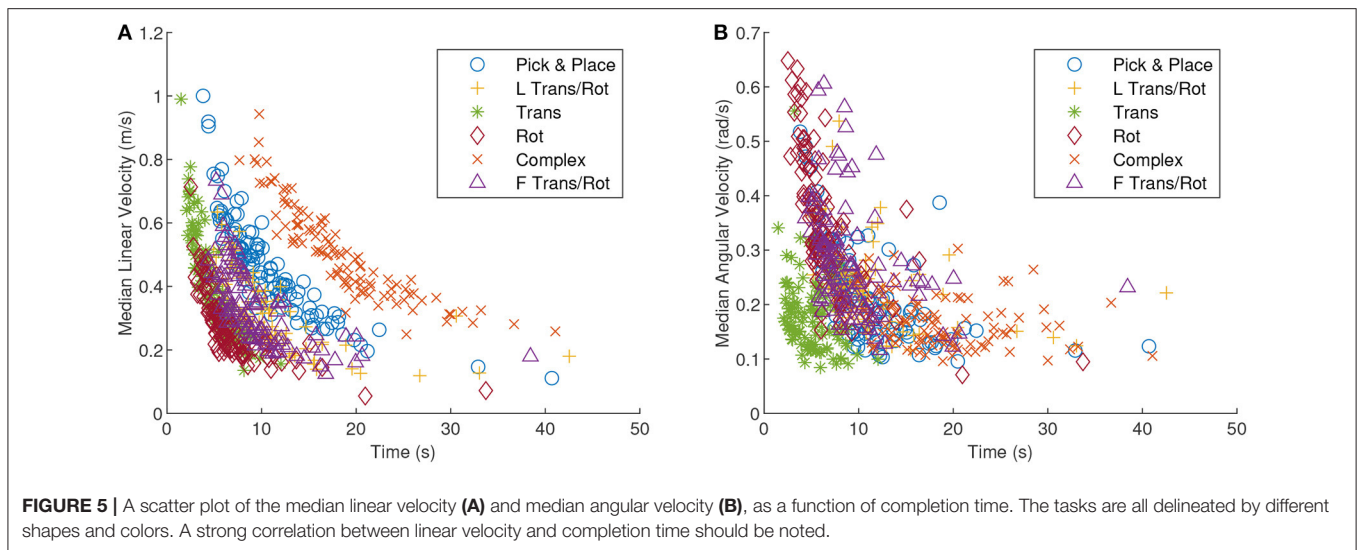 A
1.2
1
0.8
0.6
0.4
0.2
0
Median Linear Velocity (m/s)
0
10
20
30
40
50
Time (s)
Pick & Place
L Trans/Rot
Trans
Rot
Complex
F Trans/Rot
B
0.7
0.6
0.5
0.4
0.3
0.2
0.1
0
Median Angular Velocity (rad/s)
0
10
20
30
40
50
Time (s)
Pick & Place
L Trans/Rot
Trans
Rot
Complex
F Trans/Rot
FIGURE 5 | A scatter plot of the median linear velocity (A) and median angular velocity (B), as a function of completion time. The tasks are all delineated by different
shapes and colors. A strong correlation between linear velocity and completion time should be noted.